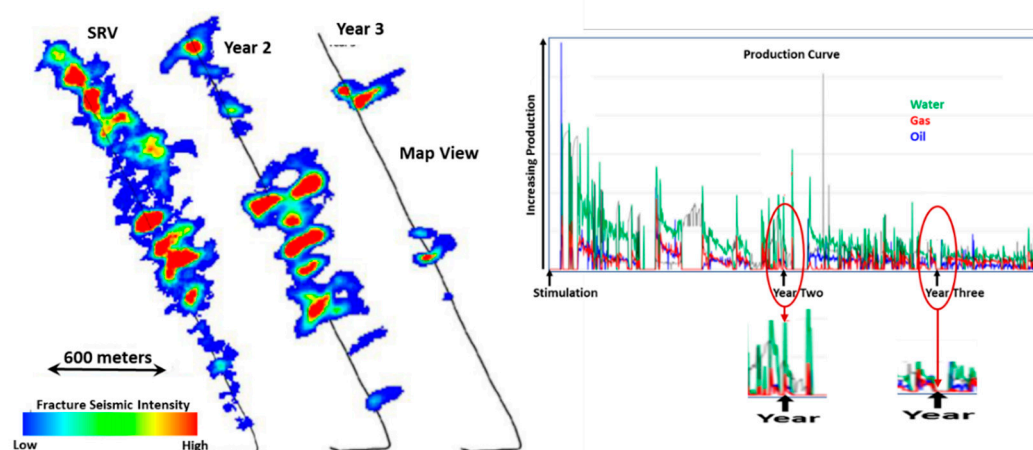 SRV
Year 2
Year 3
Map View
600 meters
Fracture Seismic Intensity
Low
High
Production Curve
Increasing Production
Water
Gas
Oil
Stimulation
Year Two
Year Three
Year
Year